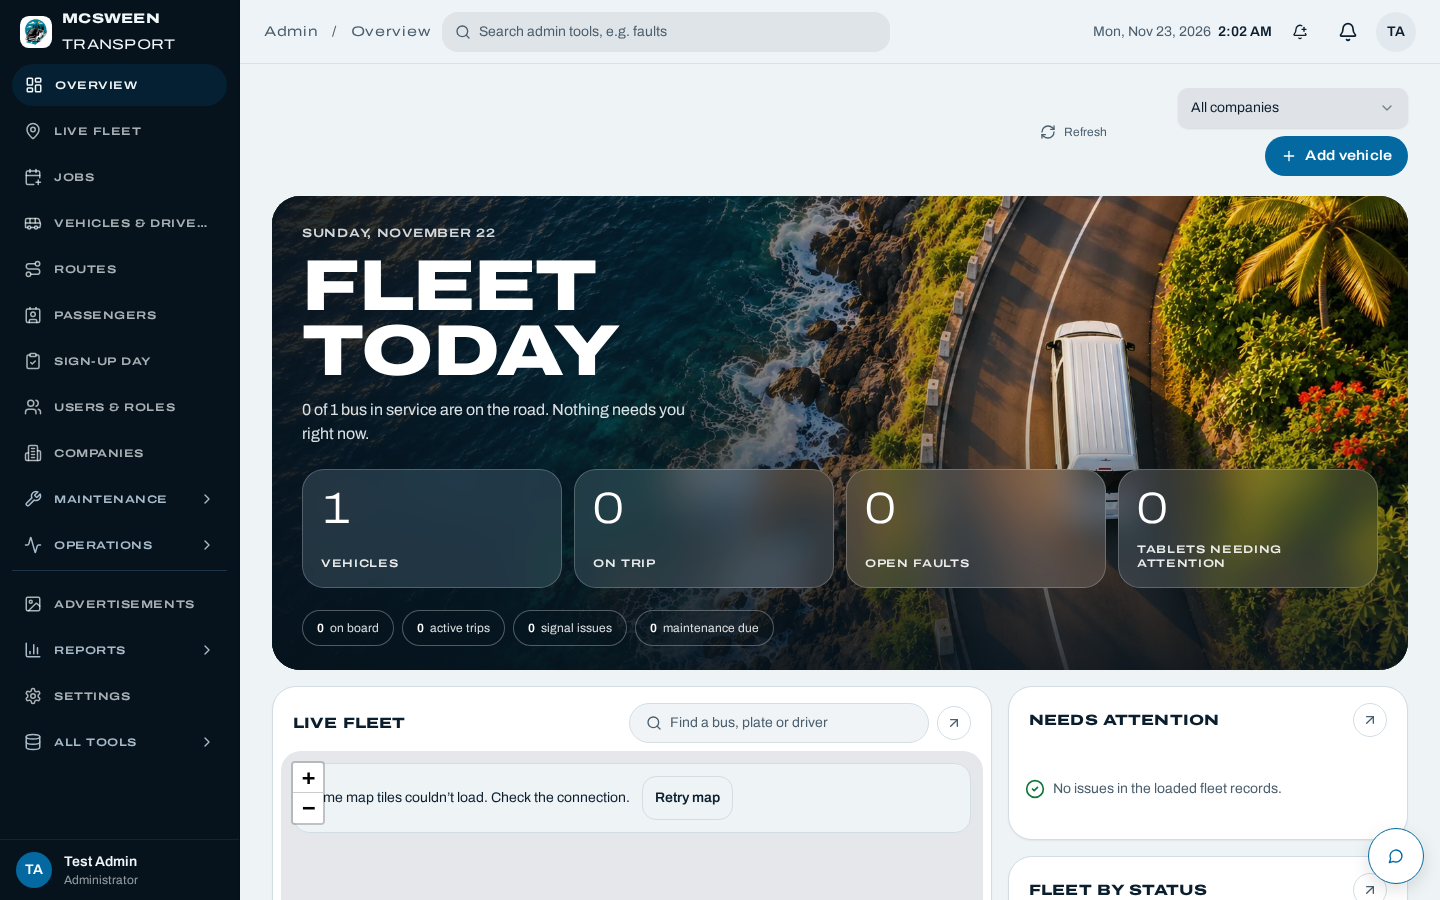 MCSWEEN
TRANSPORT
OVERVIEW
LIVE FLEET
JOBS
VEHICLES & DRIVE...
ROUTES
PASSENGERS
SIGN-UP DAY
USERS & ROLES
COMPANIES
MAINTENANCE
OPERATIONS
ADVERTISEMENTS
REPORTS
SETTINGS
ALL TOOLS
TA
Test Admin
Administrator
Admin / Overview
Search admin tools, e.g. faults
Mon, Nov 23, 2026 2:02 AM
TA
All companies
Refresh
+ Add vehicle
SUNDAY, NOVEMBER 22
FLEET
TODAY
0 of 1 bus in service are on the road. Nothing needs you
right now.
1
VEHICLES
0
ON TRIP
0
OPEN FAULTS
0
TABLETS NEEDING
ATTENTION
0 on board
0 active trips
0 signal issues
0 maintenance due
LIVE FLEET
Find a bus, plate or driver
+
−
me map tiles couldn't load. Check the connection.
Retry map
NEEDS ATTENTION
No issues in the loaded fleet records.
FLEET BY STATUS